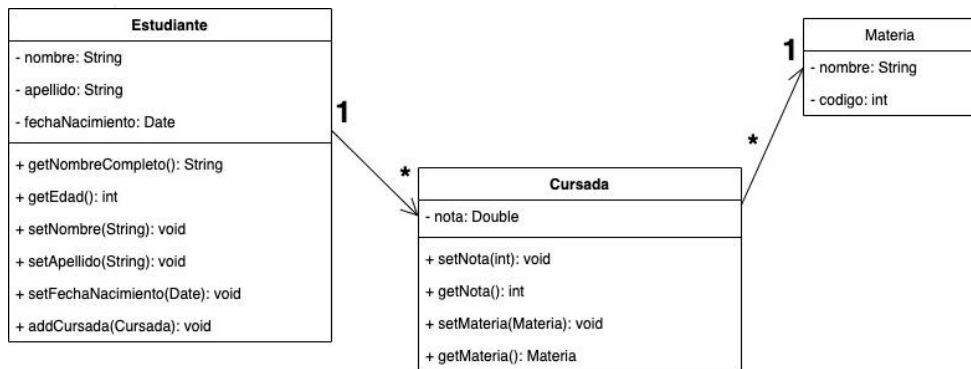 Estudiante
- nombre: String
- apellido: String
- fechaNacimiento: Date
+ getNombreCompleto(): String
+ getEdad(): int
+ setNombre(String): void
+ setApellido(String): void
+ setFechaNacimiento(Date): void
+ addCursada(Cursada): void
1
*
Cursada
- nota: Double
+ setNota(int): void
+ getNota(): int
+ setMateria(Materia): void
+ getMateria(): Materia
*
1
Materia
- nombre: String
- codigo: int